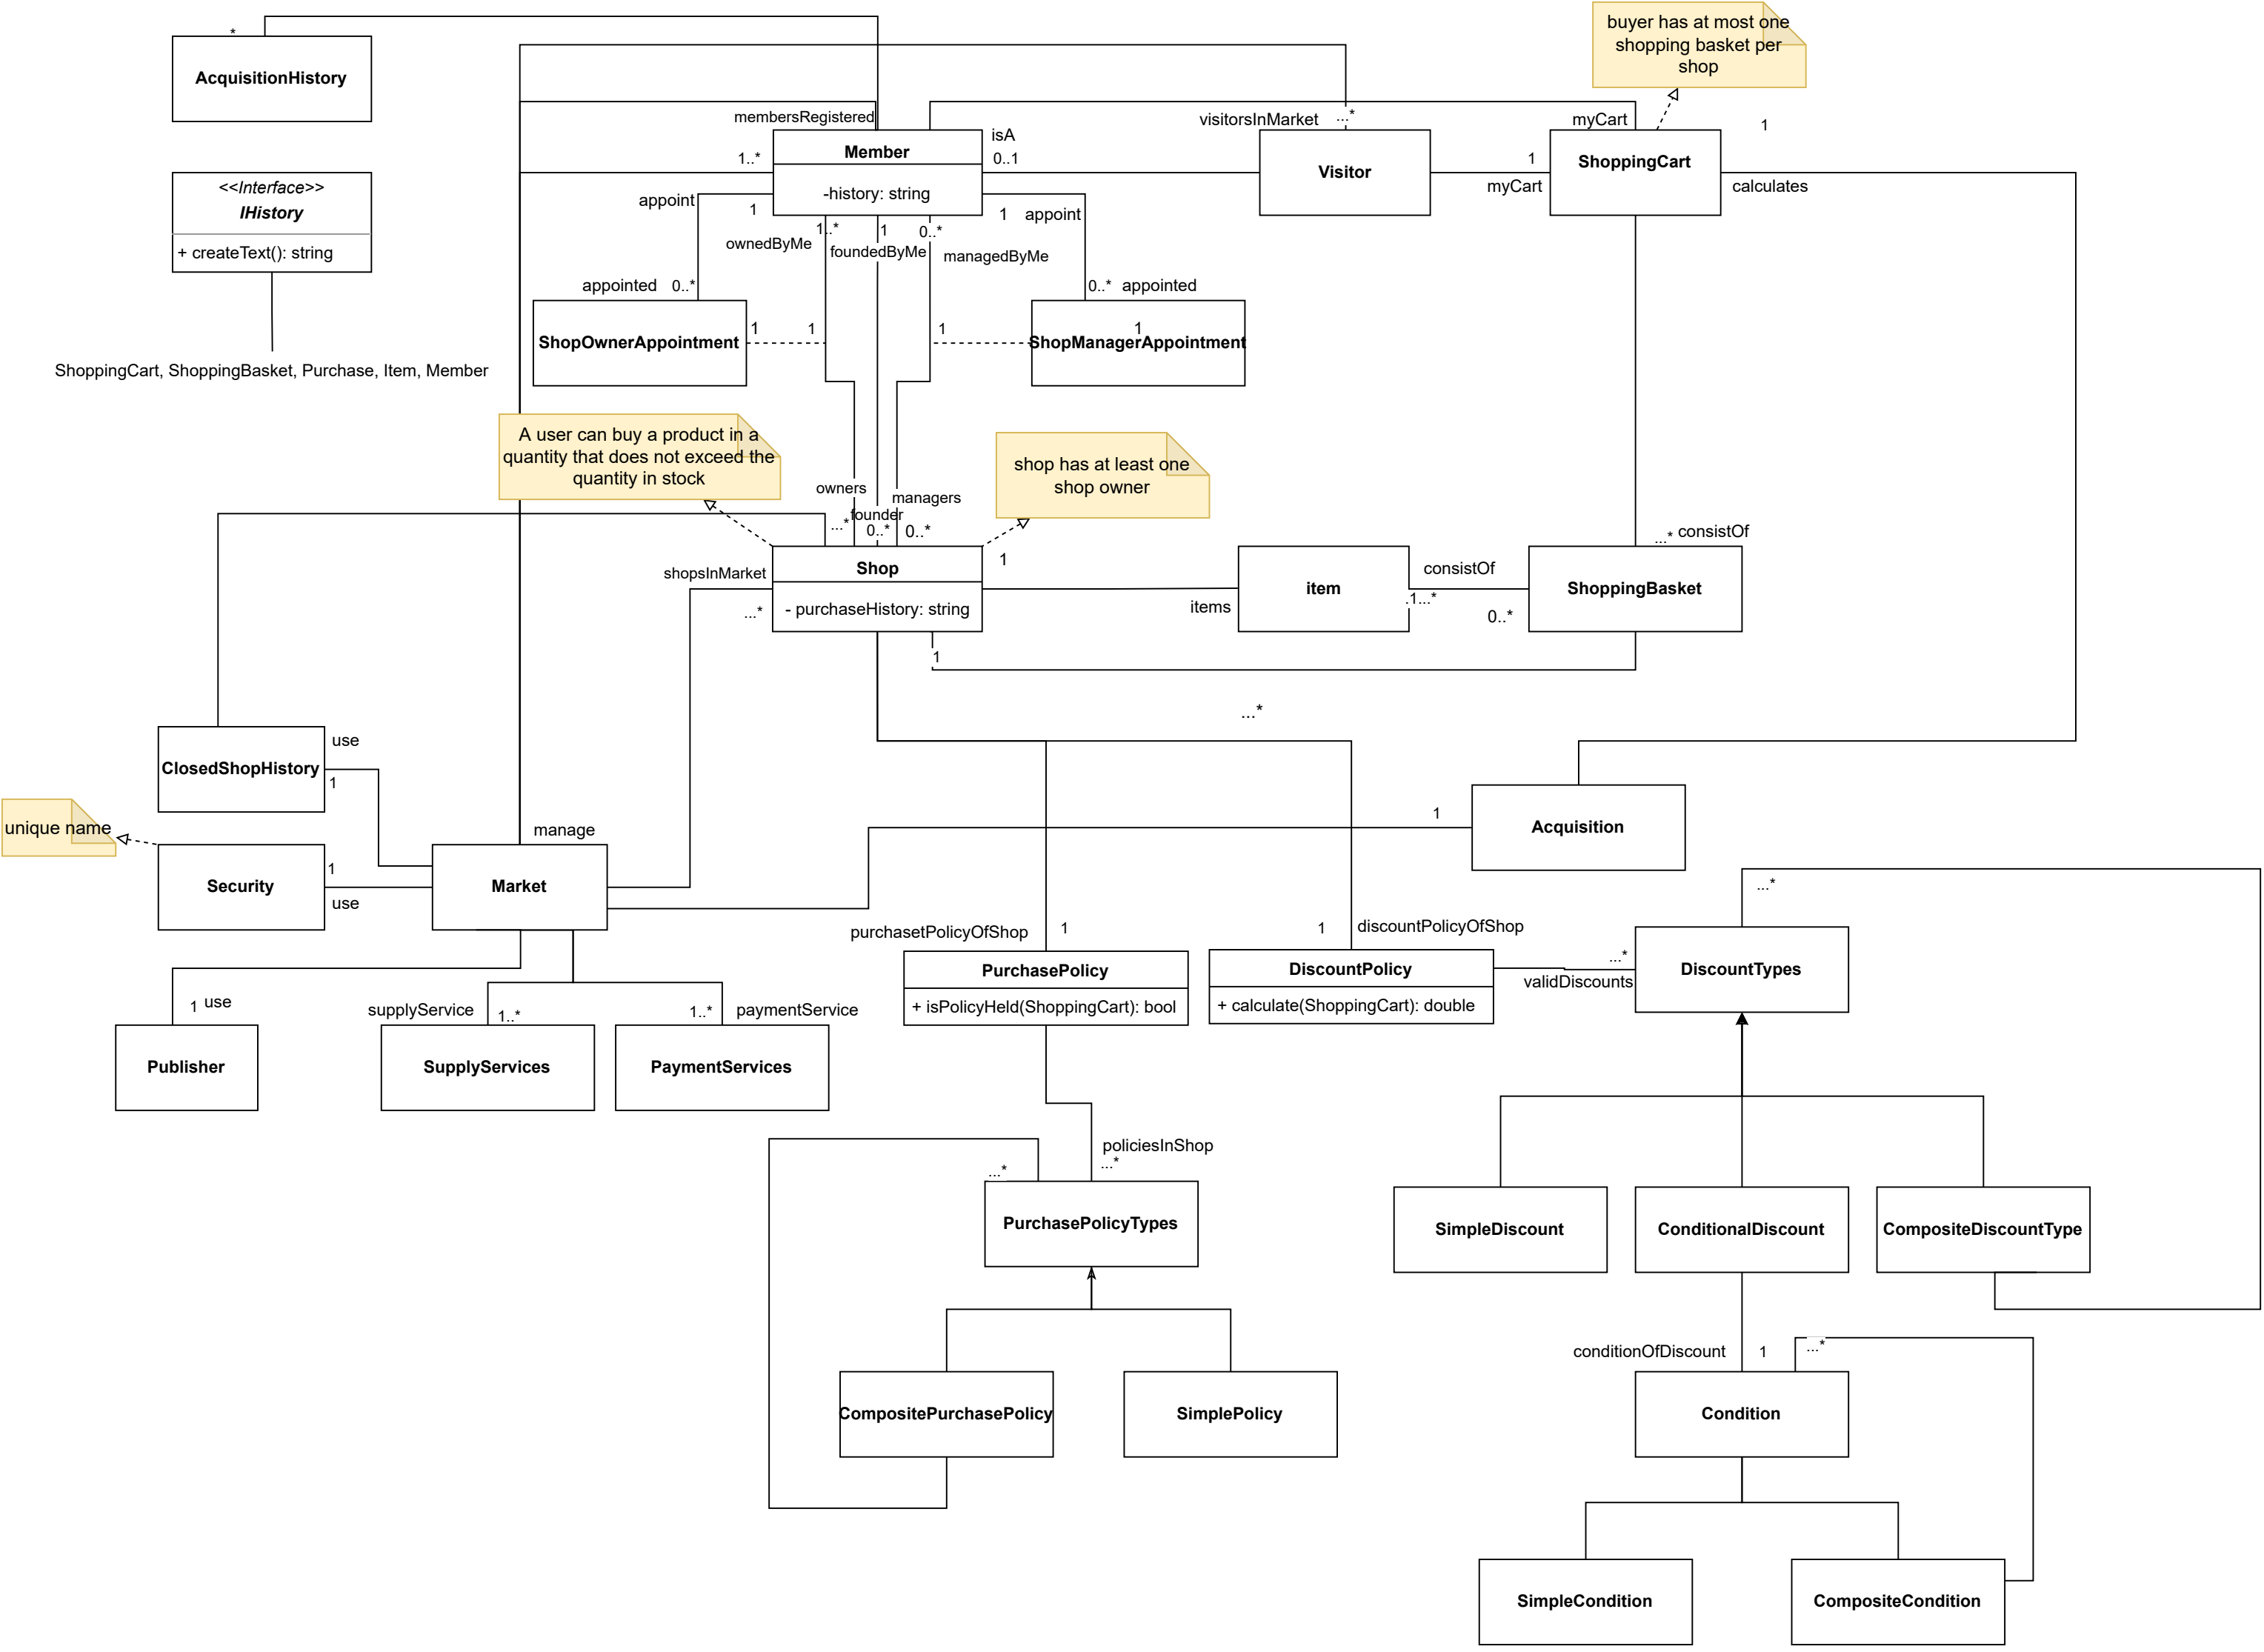 buyer has at most one
shopping basket per
shop
*
AcquisitionHistory
membersRegistered
visitorsInMarket
...*
myCart
1
isA
Member
-history: string
1..*
0..1
Visitor
1
myCart
ShoppingCart
calculates
<<Interface>>
IHistory
+ createText(): string
appoint
1
1..*
1
0..*
1
appoint
ownedByMe
foundedByMe
managedByMe
appointed
0..*
0..*
appointed
ShopOwnerAppointment
1
1
1
1
ShopManagerAppointment
ShoppingCart, ShoppingBasket, Purchase, Item, Member
A user can buy a product in a
quantity that does not exceed the
quantity in stock
shop has at least one
shop owner
owners
managers
founder
...*
0..*
0..*
...*
consistOf
shopsInMarket
...*
Shop
- purchaseHistory: string
1
items
item
consistOf
.1...*
0..*
ShoppingBasket
1
...*
ClosedShopHistory
use
1
unique name
manage
1
Acquisition
Security
1
use
Market
...*
purchasetPolicyOfShop
1
1
discountPolicyOfShop
PurchasePolicy
+ isPolicyHeld(ShoppingCart): bool
DiscountPolicy
+ calculate(ShoppingCart): double
...*
validDiscounts
DiscountTypes
1
use
supplyService
1..*
1..*
paymentService
Publisher
SupplyServices
PaymentServices
policiesInShop
...*
...*
PurchasePolicyTypes
SimpleDiscount
ConditionalDiscount
CompositeDiscountType
conditionOfDiscount
1
...*
CompositePurchasePolicy
SimplePolicy
Condition
SimpleCondition
CompositeCondition